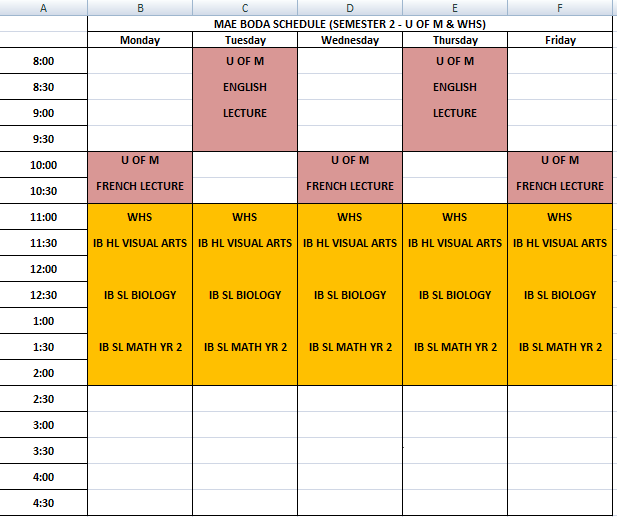 A B C D E F
MAE BODA SCHEDULE (SEMESTER 2 - U OF M & WHS)
Monday Tuesday Wednesday Thursday Friday
8:00 U OF M U OF M
8:30 ENGLISH ENGLISH
9:00 LECTURE LECTURE
9:30
10:00 U OF M U OF M U OF M
10:30 FRENCH LECTURE FRENCH LECTURE FRENCH LECTURE
11:00 WHS WHS WHS WHS WHS
11:30 IB HL VISUAL ARTS IB HL VISUAL ARTS IB HL VISUAL ARTS IB HL VISUAL ARTS IB HL VISUAL ARTS
12:00
12:30 IB SL BIOLOGY IB SL BIOLOGY IB SL BIOLOGY IB SL BIOLOGY IB SL BIOLOGY
1:00
1:30 IB SL MATH YR 2 IB SL MATH YR 2 IB SL MATH YR 2 IB SL MATH YR 2 IB SL MATH YR 2
2:00
2:30
3:00
3:30
4:00
4:30